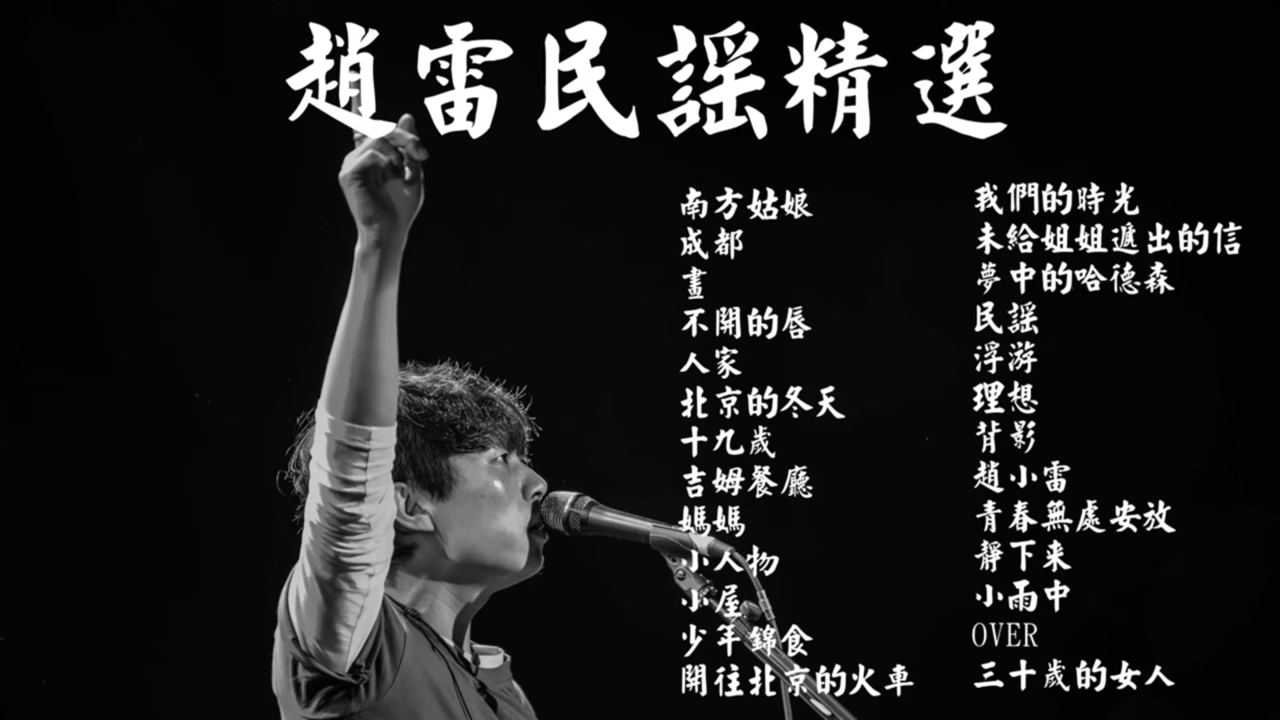 趙雷民謠精選
南方姑娘
成都
畫
不開的唇
人家
北京的冬天
十九歲
吉姆餐廳
媽媽
小人物
小屋
少年錦食
開往北京的火車
我們的時光
未給姐姐遞出的信
夢中的哈德森
民謠
浮游
理想
背影
趙小雷
青春無處安放
靜下来
小雨中
OVER
三十歲的女人